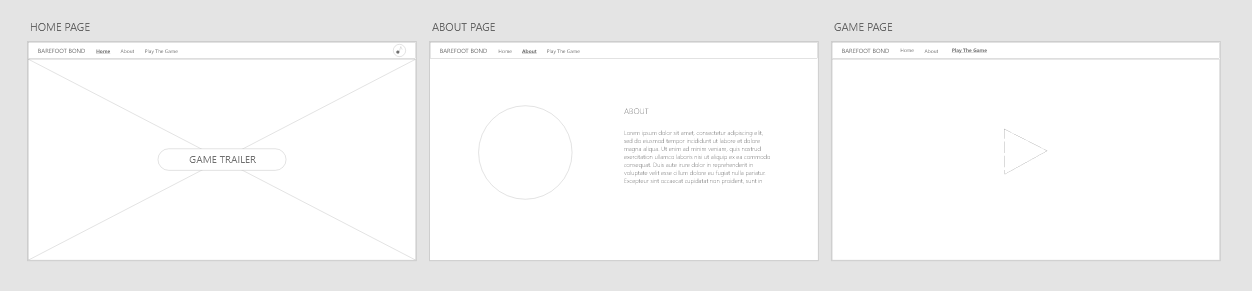 HOME PAGE
BAREFOOT BOND Home About Play The Game
GAME TRAILER
ABOUT PAGE
BAREFOOT BOND Home About Play The Game
ABOUT
Lorem ipsum dolor sit amet, consectetur adipiscing elit,
sed do eiusmod tempor incididunt ut labore et dolore
magna aliqua. Ut enim ad minim veniam, quis nostrud
exercitation ullamco laboris nisi ut aliquip ex ea commodo
consequat. Duis aute irure dolor in reprehenderit in
voluptate velit esse cillum dolore eu fugiat nulla pariatur.
Excepteur sint occaecat cupidatat non proident, sunt in
GAME PAGE
BAREFOOT BOND Home About Play The Game